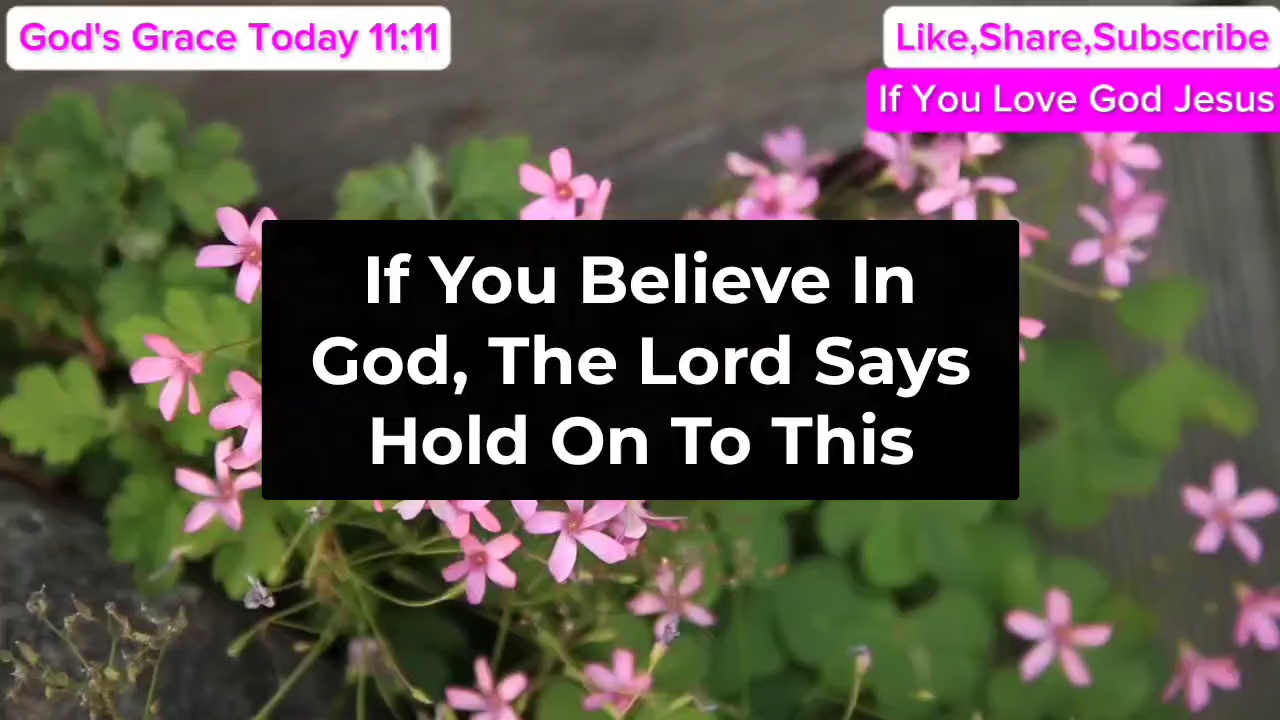 God's Grace Today 11:11
Like,Share,Subscribe
If You Love God Jesus
If You Believe In
God, The Lord Says
Hold On To This